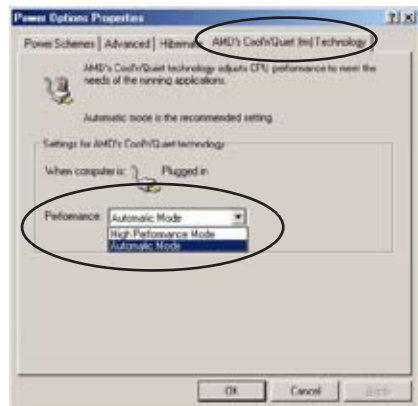 Power Options Properties
Power Schemes | Advanced | Hibernate | AMD's Cool'n'Quiet (tm) Technology
AMD's Cool'n'Quiet technology adjusts CPU performance to meet the
needs of the running applications.
Automatic mode is the recommended setting.
Settings for AMD's Cool'n'Quiet technology
When computer is: Plugged in
Performance: Automatic Mode
High Performance Mode
Automatic Mode
OK Cancel